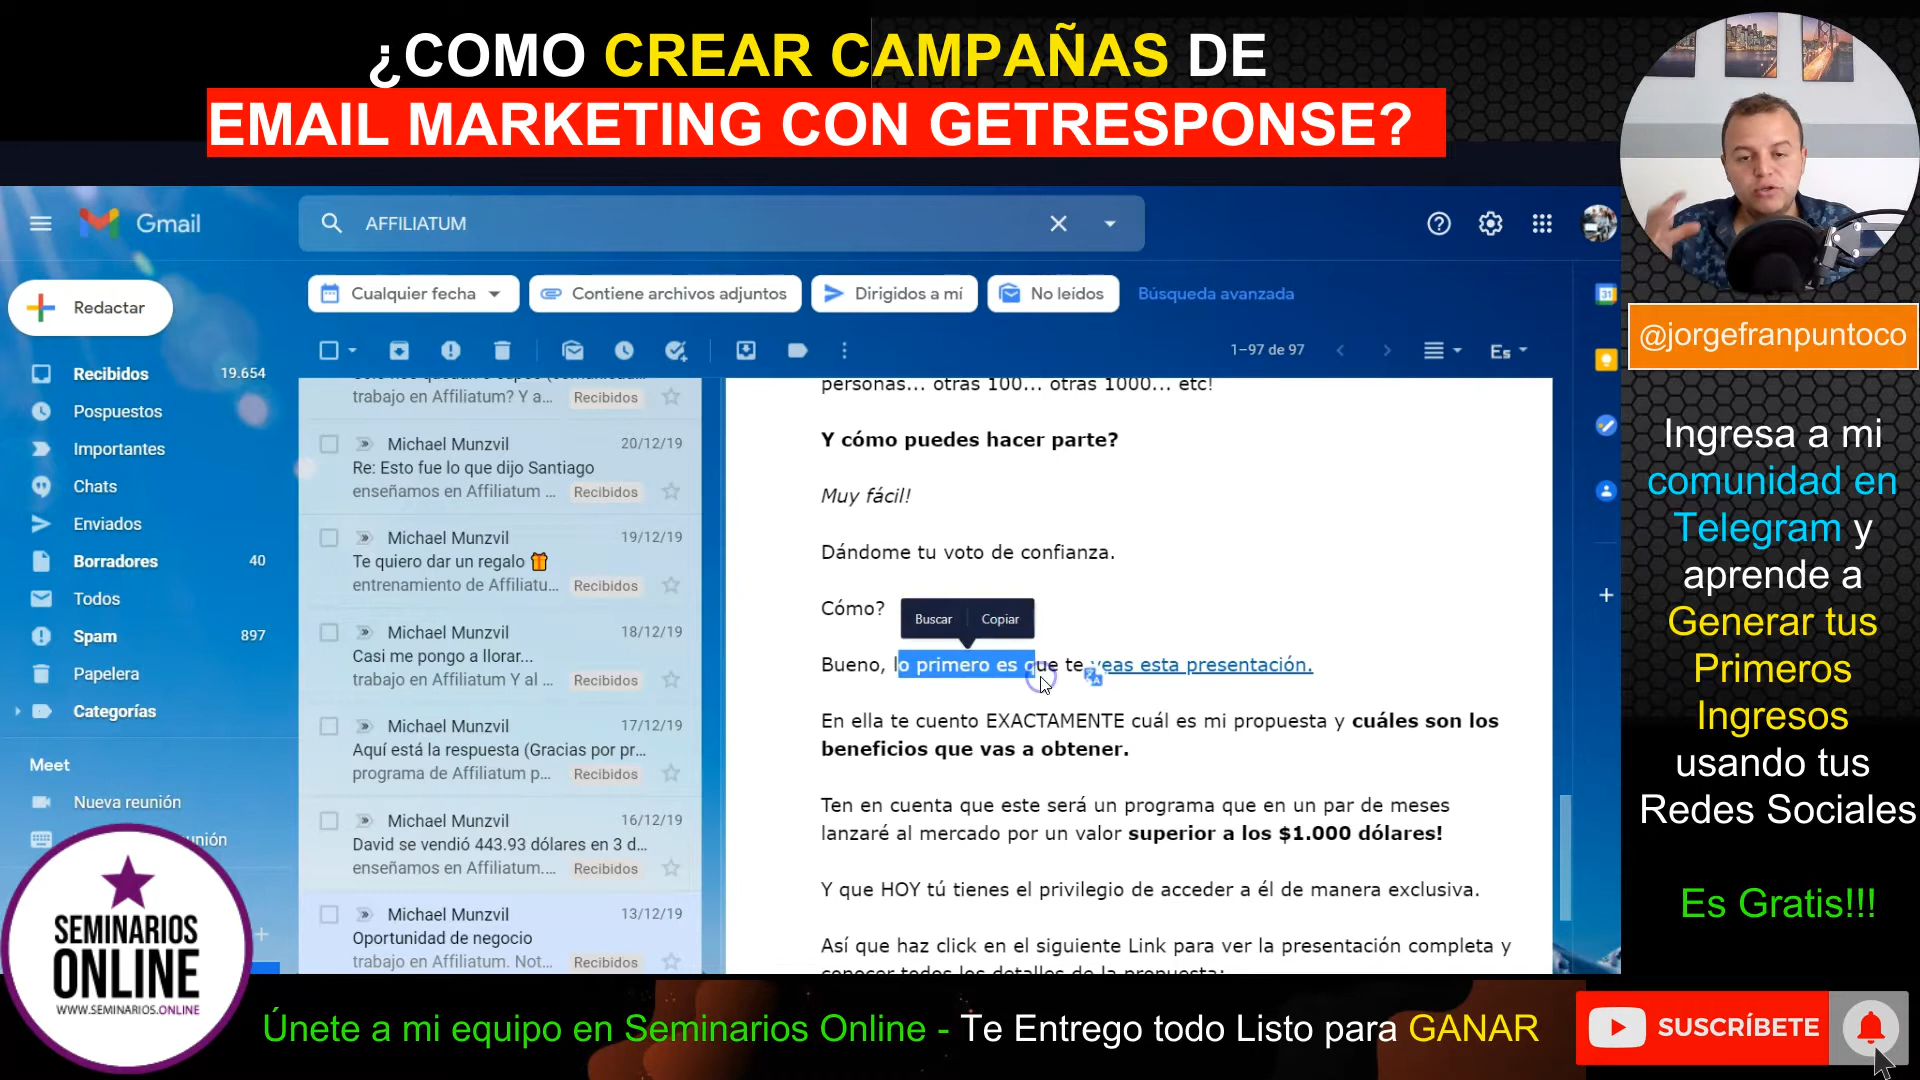 ¿COMO CREAR CAMPAÑAS DE
EMAIL MARKETING CON GETRESPONSE?
Gmail
AFFILIATUM
Redactar
Cualquier fecha
Contiene archivos adjuntos
Dirigidos a mí
No leídos
Búsqueda avanzada
1–97 de 97
Es
Recibidos 19.654
Pospuestos
Importantes
Chats
Enviados
Borradores 40
Todos
Spam 897
Papelera
Categorías
Meet
Nueva reunión
trabajo en Affiliatum? Y a... Recibidos
Michael Munzvil 20/12/19
Re: Esto fue lo que dijo Santiago
enseñamos en Affiliatum ... Recibidos
Michael Munzvil 19/12/19
Te quiero dar un regalo 🎁
entrenamiento de Affiliatu... Recibidos
Michael Munzvil 18/12/19
Casi me pongo a llorar...
trabajo en Affiliatum Y al ... Recibidos
Michael Munzvil 17/12/19
Aquí está la respuesta (Gracias por pr...
programa de Affiliatum p... Recibidos
Michael Munzvil 16/12/19
David se vendió 443.93 dólares en 3 d...
enseñamos en Affiliatum.... Recibidos
Michael Munzvil 13/12/19
Oportunidad de negocio
trabajo en Affiliatum. Not... Recibidos
personas... otras 100... otras 1000... etc!
Y cómo puedes hacer parte?
Muy fácil!
Dándome tu voto de confianza.
Cómo?
Buscar Copiar
Bueno, lo primero es que te veas esta presentación.
En ella te cuento EXACTAMENTE cuál es mi propuesta y cuáles son los
beneficios que vas a obtener.
Ten en cuenta que este será un programa que en un par de meses
lanzaré al mercado por un valor superior a los $1.000 dólares!
Y que HOY tú tienes el privilegio de acceder a él de manera exclusiva.
Así que haz click en el siguiente Link para ver la presentación completa y
conocer todos los detalles de la propuesta:
31
@jorgefranpuntoco
Ingresa a mi
comunidad en
Telegram y
aprende a
Generar tus
Primeros
Ingresos
usando tus
Redes Sociales
Es Gratis!!!
SEMINARIOS
ONLINE
WWW.SEMINARIOS.ONLINE
Únete a mi equipo en Seminarios Online - Te Entrego todo Listo para GANAR
SUSCRÍBETE